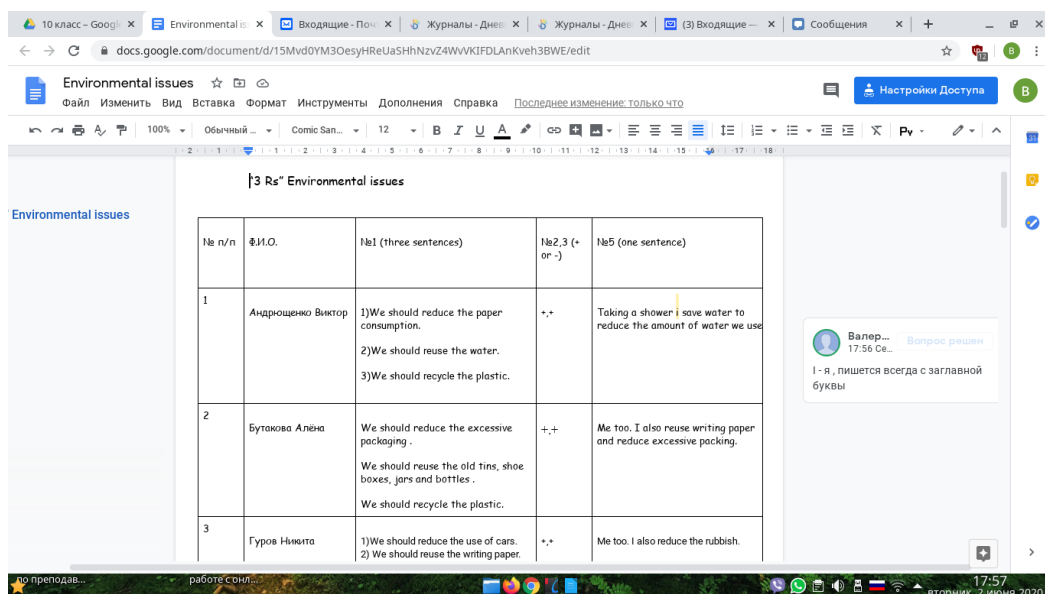 10 класс – Googl
Environmental is
Входящие - Поч
Журналы - Днев
Журналы - Днев
(3) Входящие —
Сообщения
docs.google.com/document/d/15Mvd0YM3OesyHReUaSHhNzvZ4WvVKIFDLAnKveh3BWE/edit
12
В
Environmental issues
Файл Изменить Вид Вставка Формат Инструменты Дополнения Справка Последнее изменение: только что
Настройки Доступа
В
100% Обычный ... Comic San... 12 B I U A
"3 Rs" Environmental issues
Environmental issues
№ п/п Ф.И.О. №1 (three sentences) №2,3 (+ or -) №5 (one sentence)
1
Андрющенко Виктор
1)We should reduce the paper
consumption.
2)We should reuse the water.
3)We should recycle the plastic.
+,+
Taking a shower i save water to
reduce the amount of water we use
2
Бутакова Алёна
We should reduce the excessive
packaging .
We should reuse the old tins, shoe
boxes, jars and bottles .
We should recycle the plastic.
+,+
Me too. I also reuse writing paper
and reduce excessive packing.
3
Гуров Никита
1)We should reduce the use of cars.
2) We should reuse the writing paper.
+,+
Me too. I also reduce the rubbish.
Валер...
17:56 Се...
Вопрос решен
I - я , пишется всегда с заглавной
буквы
по преподав...
работе с онл...
17:57
вторник, 2 июня 2020